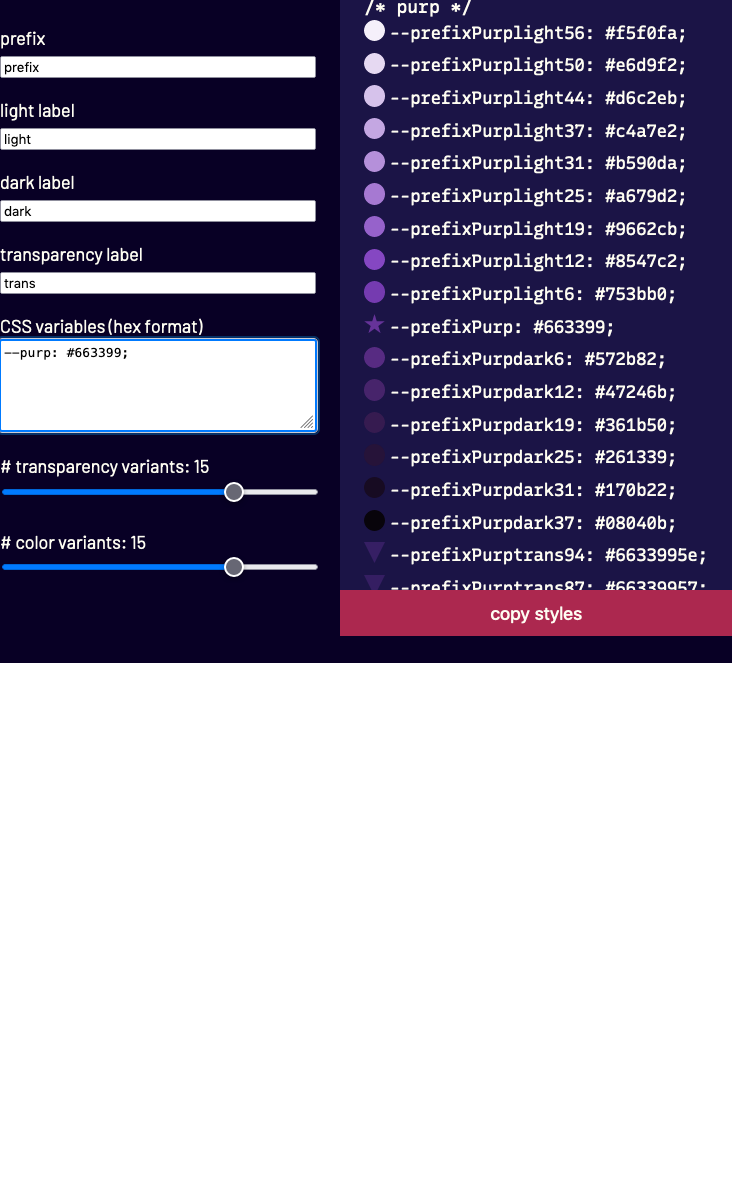 prefix
prefix
light label
light
dark label
dark
transparency label
trans
CSS variables (hex format)
--purp: #663399;
# transparency variants: 15
# color variants: 15
/* purp */
--prefixPurplight56: #f5f0fa;
--prefixPurplight50: #e6d9f2;
--prefixPurplight44: #d6c2eb;
--prefixPurplight37: #c4a7e2;
--prefixPurplight31: #b590da;
--prefixPurplight25: #a679d2;
--prefixPurplight19: #9662cb;
--prefixPurplight12: #8547c2;
--prefixPurplight6: #753bb0;
--prefixPurp: #663399;
--prefixPurpdark6: #572b82;
--prefixPurpdark12: #47246b;
--prefixPurpdark19: #361b50;
--prefixPurpdark25: #261339;
--prefixPurpdark31: #170b22;
--prefixPurpdark37: #08040b;
--prefixPurptrans94: #6633995e;
--prefixPurptrans87: #66339957;
copy styles